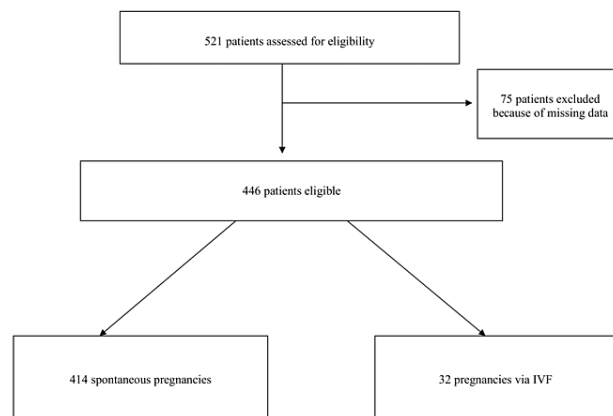 521 patients assessed for eligibility
75 patients excluded
because of missing data
446 patients eligible
414 spontaneous pregnancies
32 pregnancies via IVF